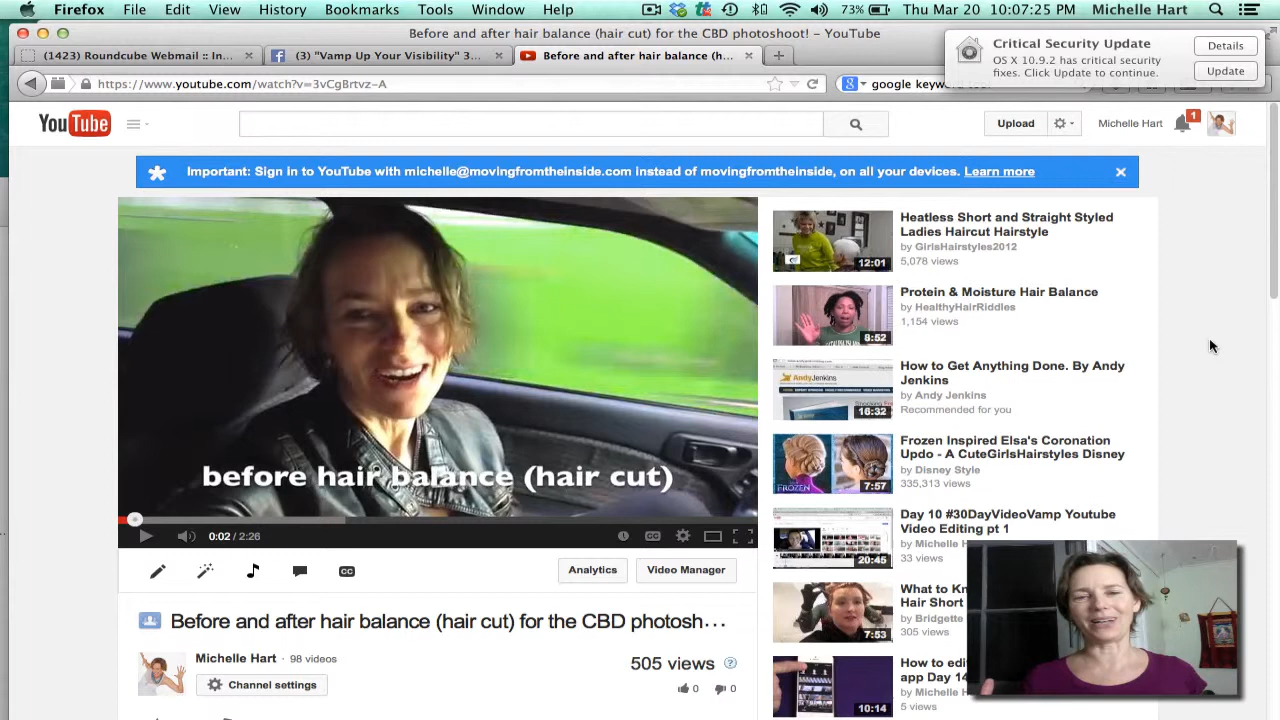 Firefox File Edit View History Bookmarks Tools Window Help 73% Thu Mar 20 10:07:25 PM Michelle Hart
Before and after hair balance (hair cut) for the CBD photoshoot! - YouTube
(1423) Roundcube Webmail :: In...
(3) "Vamp Up Your Visibility" 3...
Before and after hair balance (h...
Critical Security Update
OS X 10.9.2 has critical security
fixes. Click Update to continue.
Details
Update
https://www.youtube.com/watch?v=3vCgBrtvz-A
google keyword
YouTube
Upload
Michelle Hart
1
Important: Sign in to YouTube with michelle@movingfromtheinside.com instead of movingfromtheinside, on all your devices. Learn more
before hair balance (hair cut)
0:02 / 2:26
CC
Analytics
Video Manager
Before and after hair balance (hair cut) for the CBD photosh...
Michelle Hart · 98 videos
Channel settings
505 views
0 0
12:01
Heatless Short and Straight Styled
Ladies Haircut Hairstyle
by GirlsHairstyles2012
5,078 views
8:52
Protein & Moisture Hair Balance
by HealthyHairRiddles
1,154 views
ANDYJENKINS
16:32
How to Get Anything Done. By Andy
Jenkins
by Andy Jenkins
Recommended for you
FROZEN
7:57
Frozen Inspired Elsa's Coronation
Updo - A CuteGirlsHairstyles Disney
by Disney Style
335,313 views
20:45
Day 10 #30DayVideoVamp Youtube
Video Editing pt 1
by Michelle H
33 views
7:53
What to Kn
Hair Short
by Bridgette
305 views
10:14
How to edi
app Day 14
by Michelle H
5 views